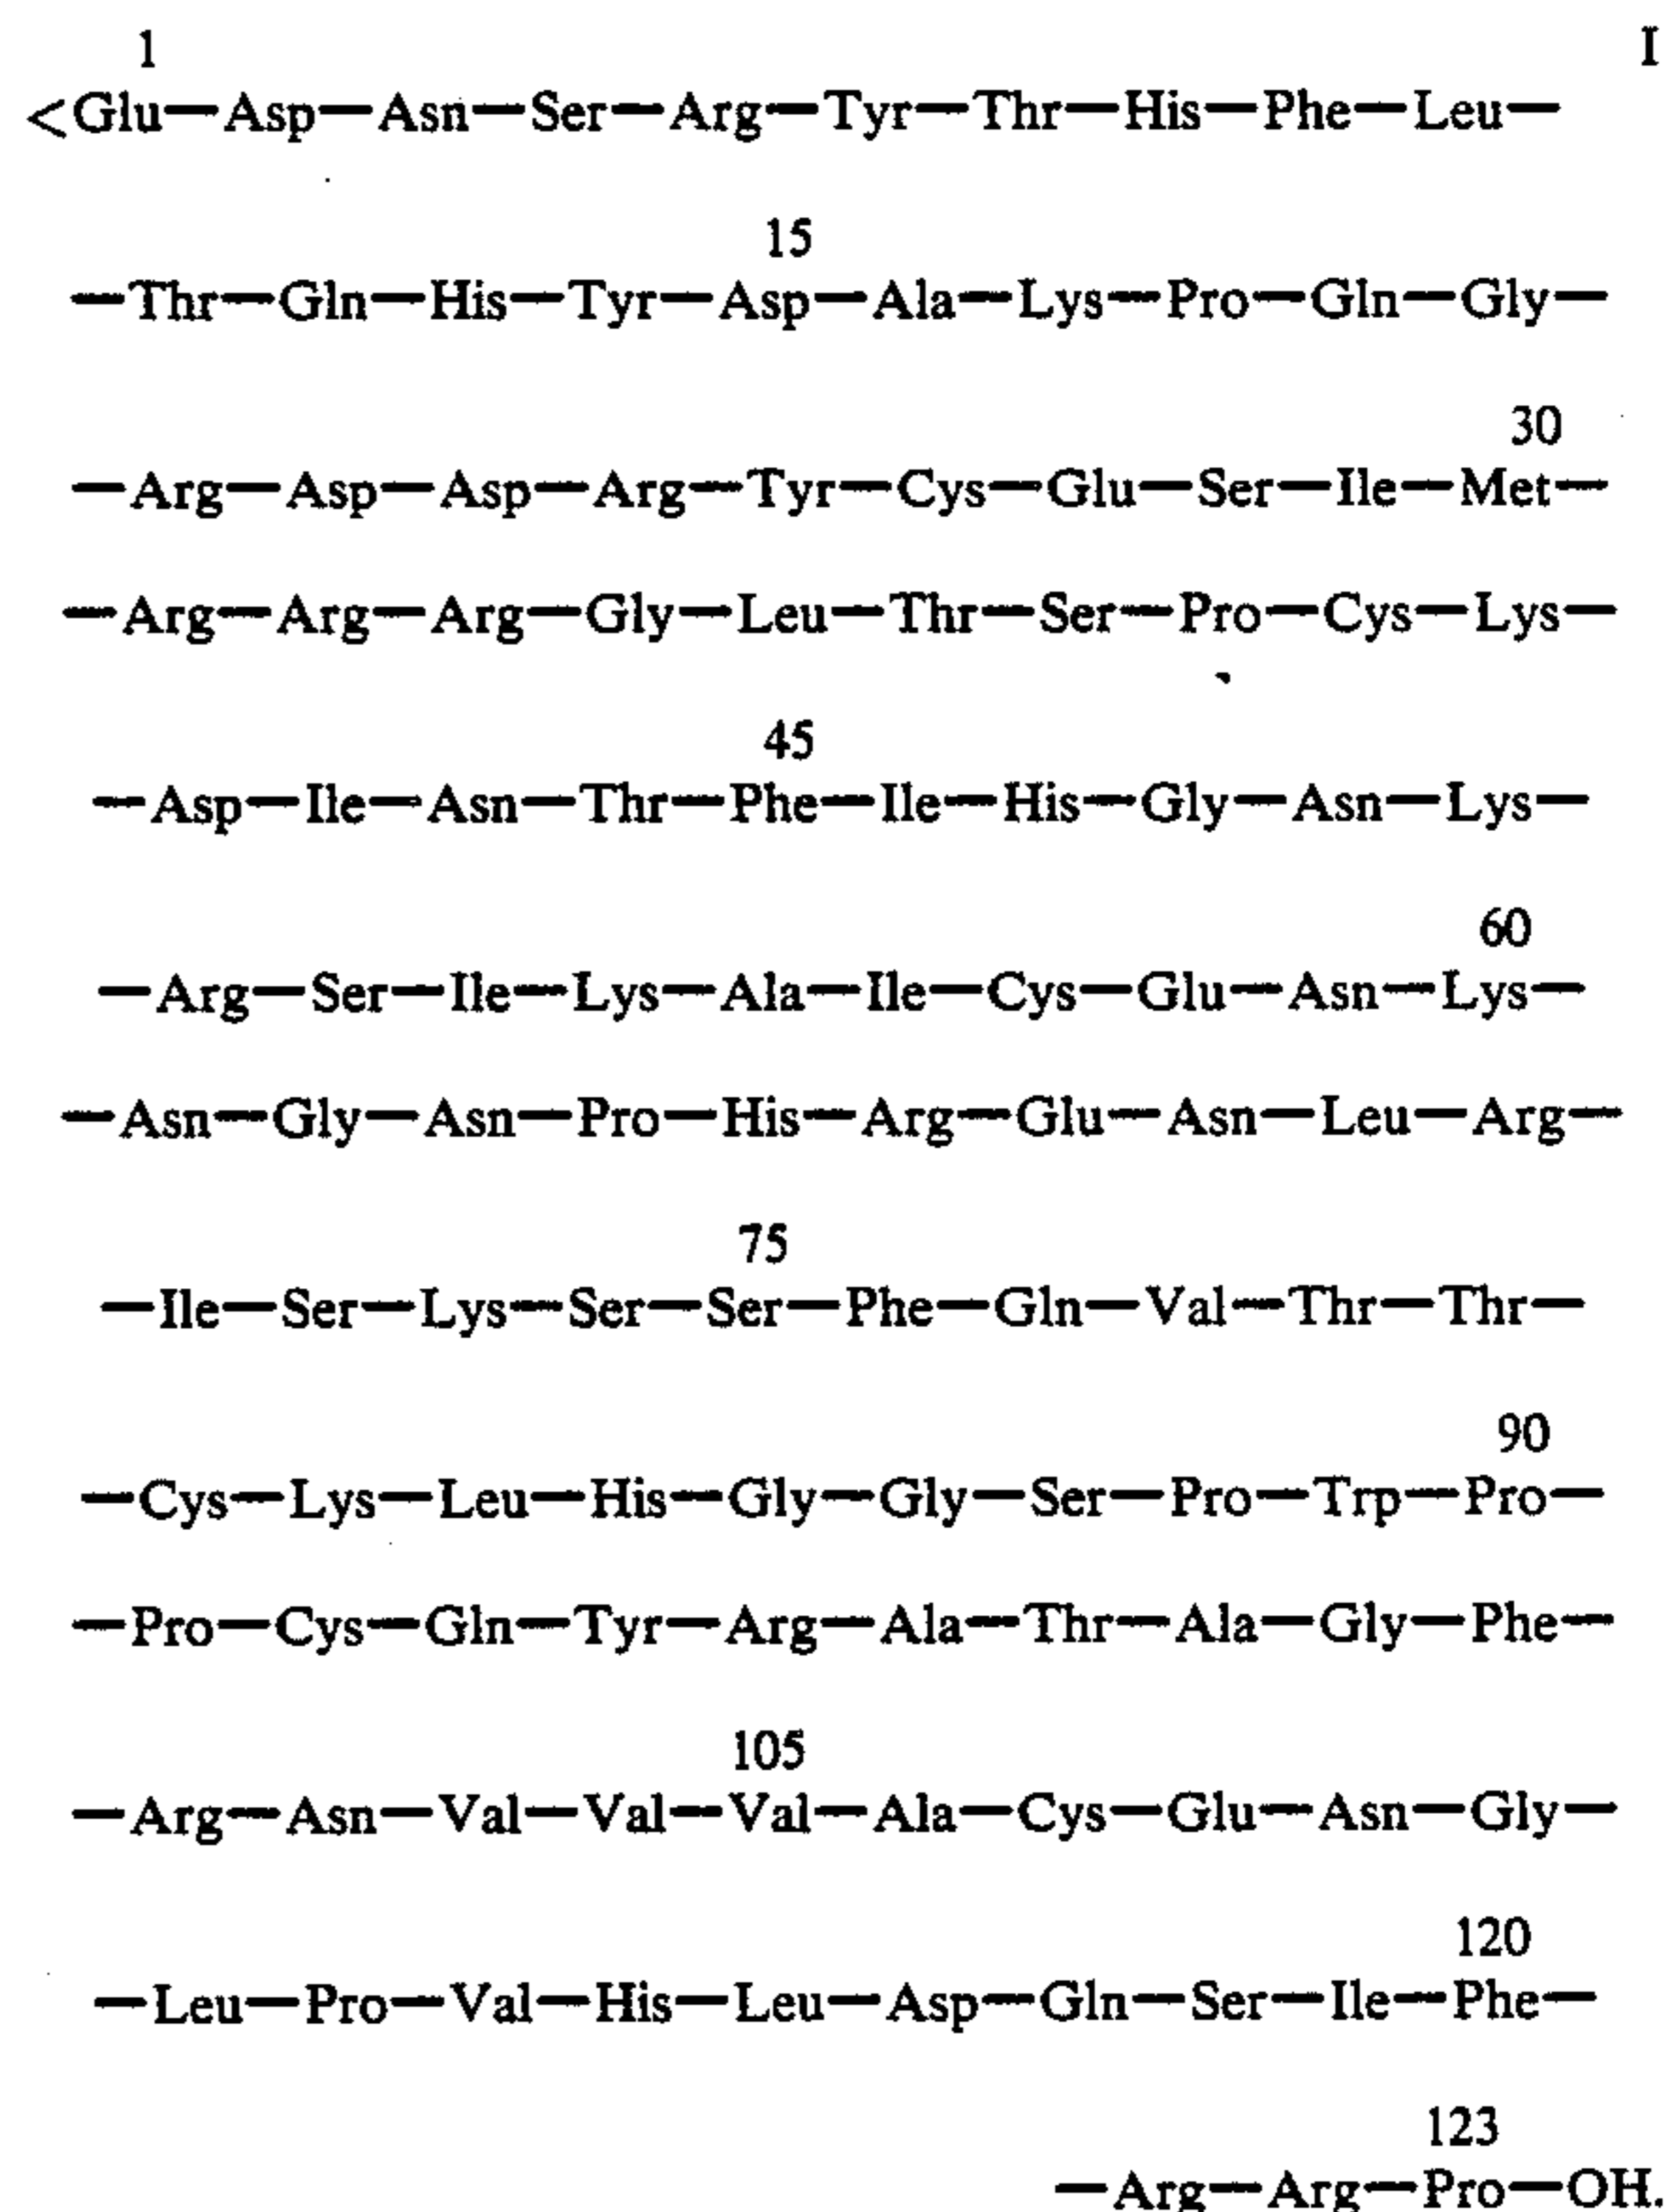 1 I
<Glu—Asp—Asn—Ser—Arg—Tyr—Thr—His—Phe—Leu—
15
—Thr—Gln—His—Tyr—Asp—Ala—Lys—Pro—Gln—Gly—
30
—Arg—Asp—Asp—Arg—Tyr—Cys—Glu—Ser—Ile—Met—
—Arg—Arg—Arg—Gly—Leu—Thr—Ser—Pro—Cys—Lys—
45
—Asp—Ile—Asn—Thr—Phe—Ile—His—Gly—Asn—Lys—
60
—Arg—Ser—Ile—Lys—Ala—Ile—Cys—Glu—Asn—Lys—
—Asn—Gly—Asn—Pro—His—Arg—Glu—Asn—Leu—Arg—
75
—Ile—Ser—Lys—Ser—Ser—Phe—Gln—Val—Thr—Thr—
90
—Cys—Lys—Leu—His—Gly—Gly—Ser—Pro—Trp—Pro—
—Pro—Cys—Gln—Tyr—Arg—Ala—Thr—Ala—Gly—Phe—
105
—Arg—Asn—Val—Val—Val—Ala—Cys—Glu—Asn—Gly—
120
—Leu—Pro—Val—His—Leu—Asp—Gln—Ser—Ile—Phe—
123
—Arg—Arg—Pro—OH.